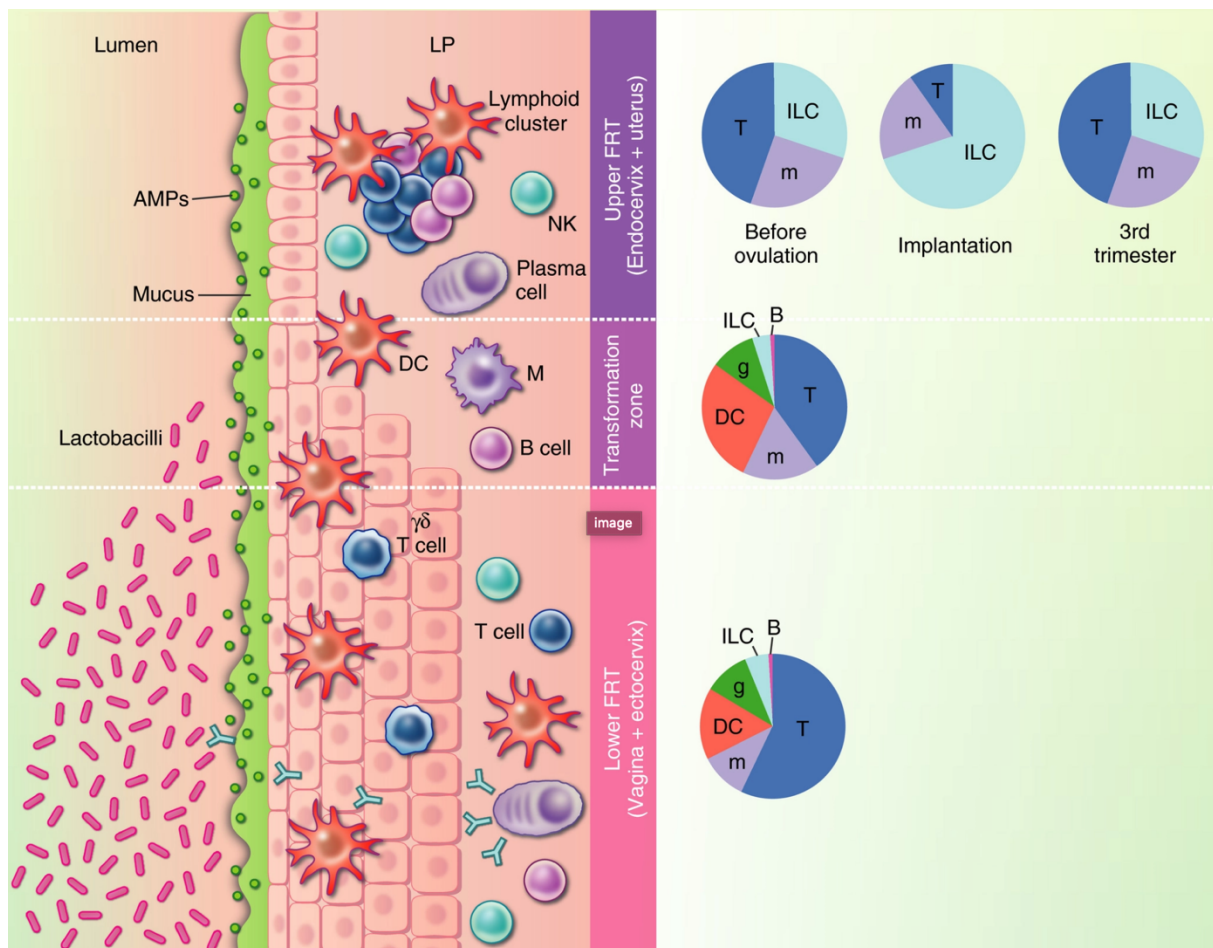 Lumen
LP
Lymphoid
cluster
AMPs
NK
Plasma
cell
Mucus
DC
M
Lactobacilli
B cell
γδ
T cell
T cell
Upper FRT
(Endocervix + uterus)
Transformation
zone
image
Lower FRT
(Vagina + ectocervix)
T
ILC
m
Before
ovulation
T
m
ILC
Implantation
T
ILC
m
3rd
trimester
ILC
B
g
T
DC
m
ILC
B
g
DC
T
m